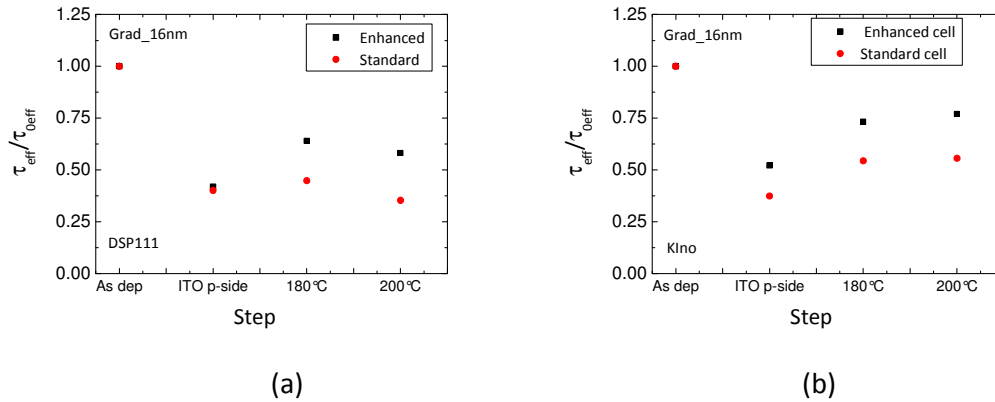 Grad_16nm
Enhanced
Standard
1.25
1.00
0.75
0.50
0.25
0.00
τeff/τ0eff
DSP111
As dep
ITO p-side
180°C
200°C
Step
(a)
Grad_16nm
Enhanced cell
Standard cell
1.25
1.00
0.75
0.50
0.25
0.00
τeff/τ0eff
KIno
As dep
ITO p-side
180°C
200°C
Step
(b)